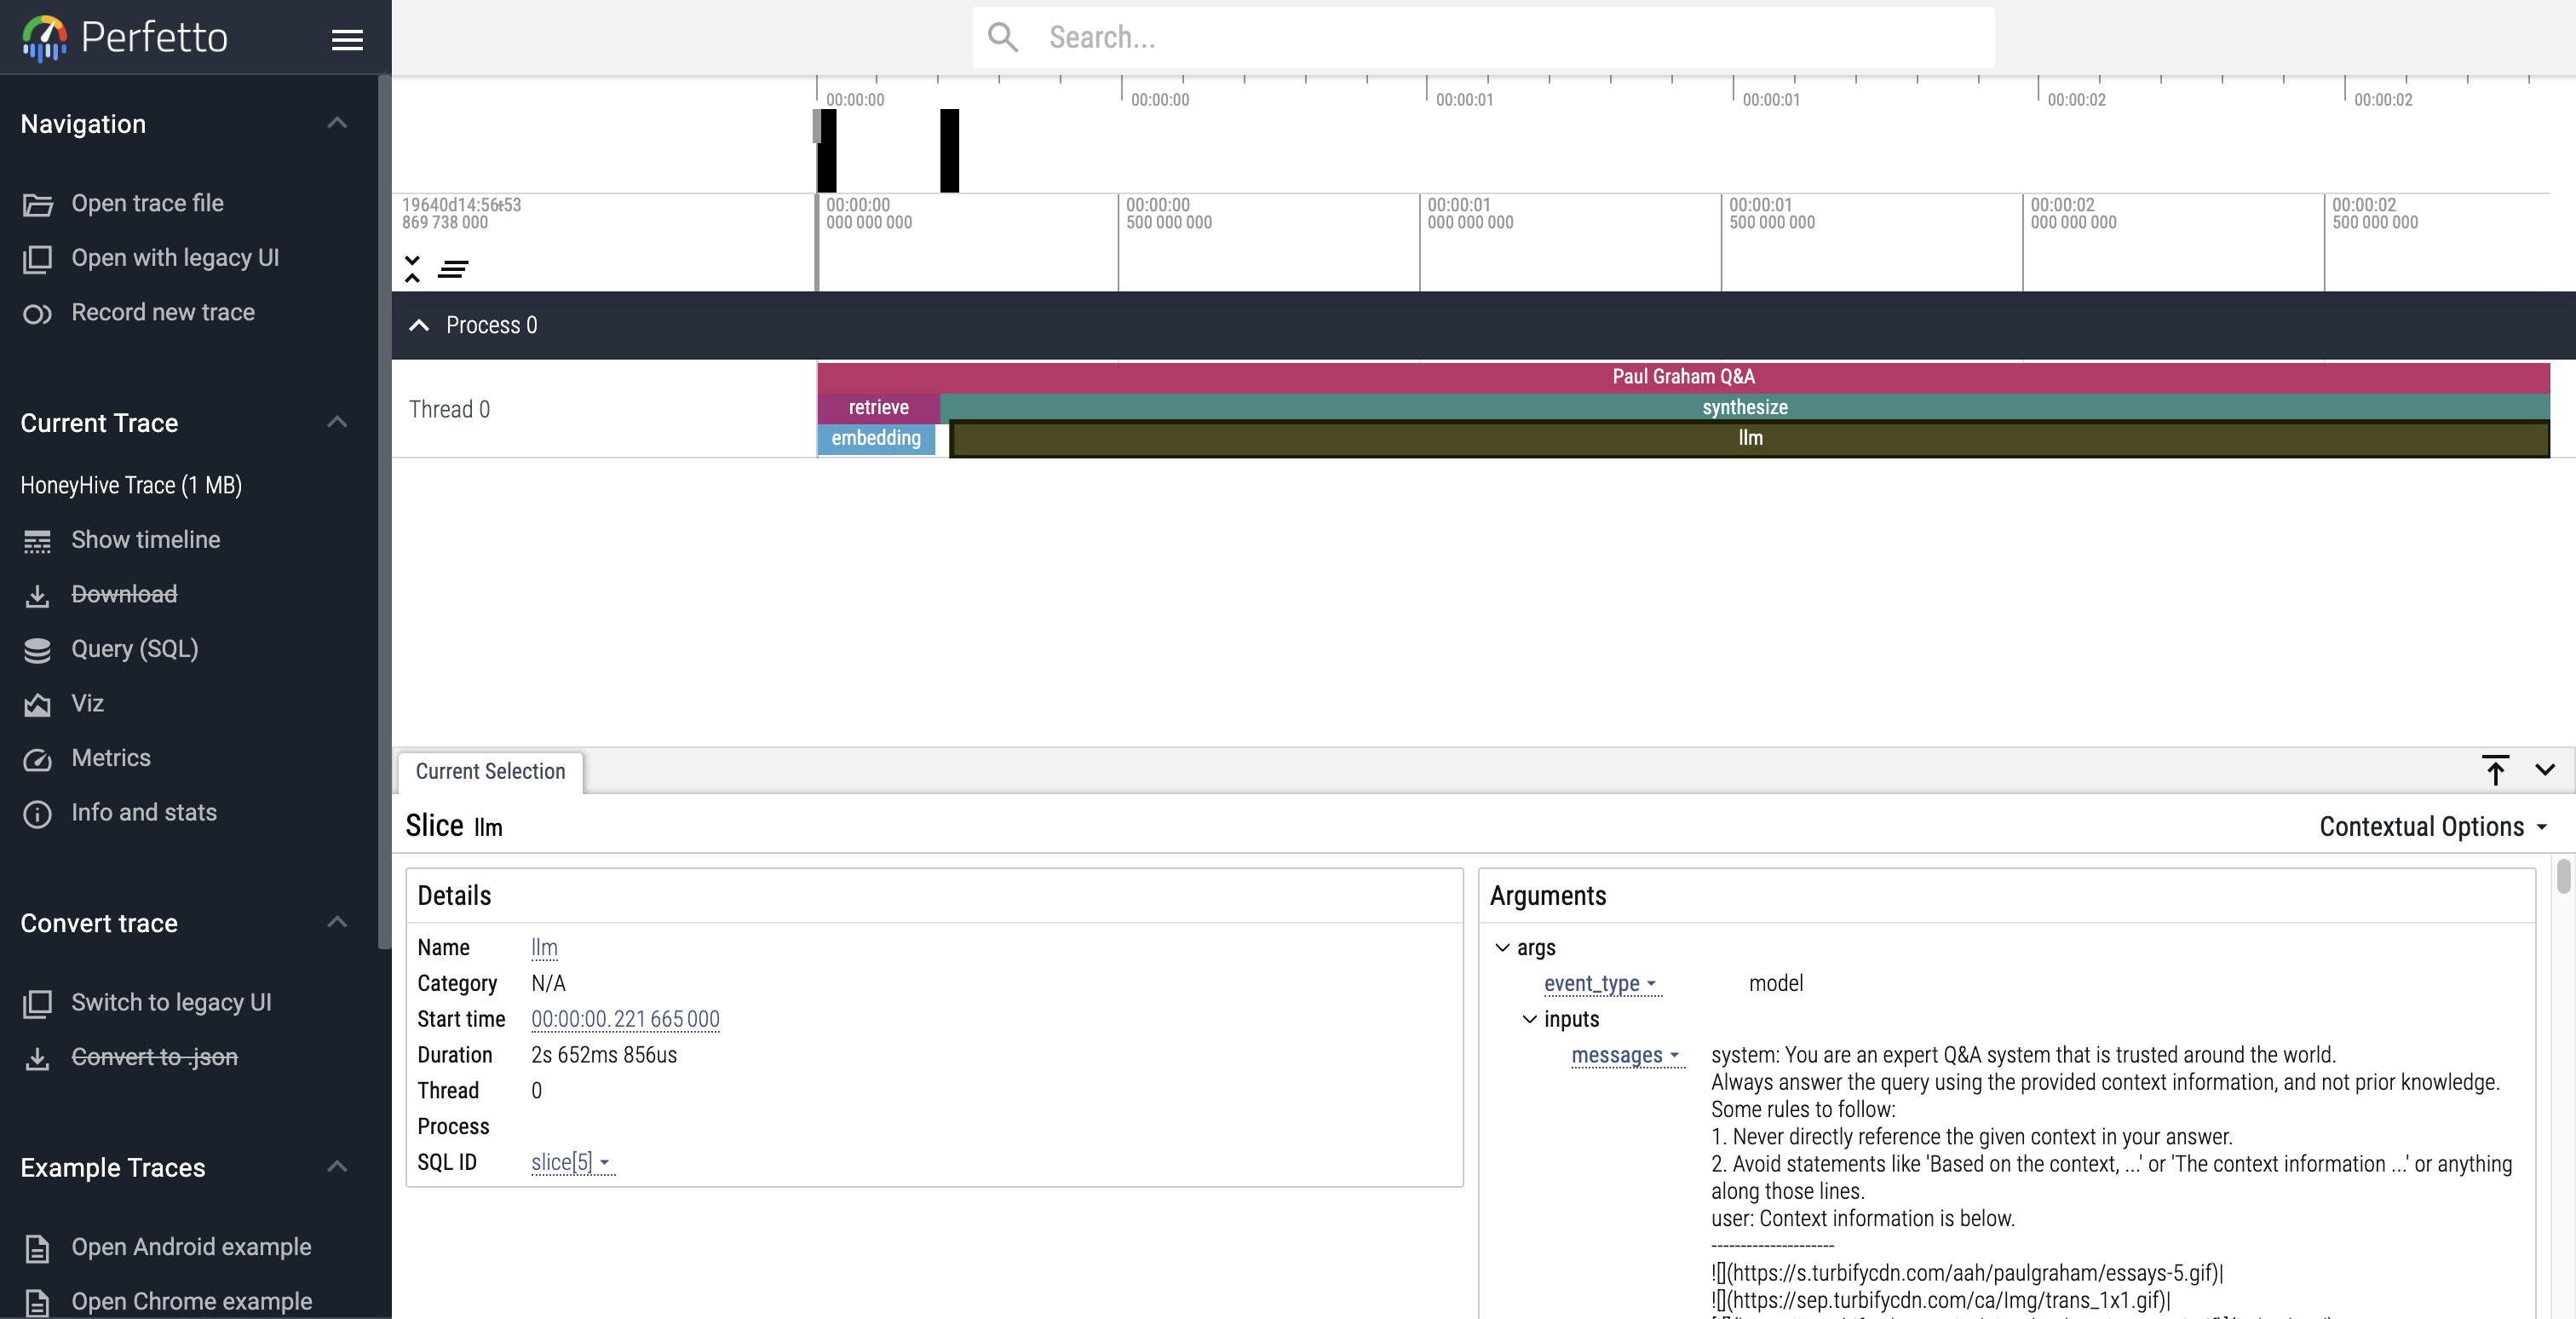 Perfetto
Search...
Navigation
Open trace file
Open with legacy UI
Record new trace
Current Trace
HoneyHive Trace (1 MB)
Show timeline
Download
Query (SQL)
Viz
Metrics
Info and stats
Convert trace
Switch to legacy UI
Convert to .json
Example Traces
Open Android example
Open Chrome example
00:00:00 00:00:00 00:00:01 00:00:01 00:00:02 00:00:02
19640d14:56:53 00:00:00 00:00:00 00:00:01 00:00:01 00:00:02 00:00:02
869 738 000 000 000 000 500 000 000 000 000 000 500 000 000 000 000 000 500 000 000
Process 0
Thread 0
Paul Graham Q&A
retrieve synthesize
embedding llm
Current Selection
Slice llm
Contextual Options
Details
Name llm
Category N/A
Start time 00:00:00.221 665 000
Duration 2s 652ms 856us
Thread 0
Process
SQL ID slice[5]
Arguments
args
event_type model
inputs
messages system: You are an expert Q&A system that is trusted around the world.
Always answer the query using the provided context information, and not prior knowledge.
Some rules to follow:
1. Never directly reference the given context in your answer.
2. Avoid statements like 'Based on the context, ...' or 'The context information ...' or anything
along those lines.
user: Context information is below.
---------------------
![](https://s.turbifycdn.com/aah/paulgraham/essays-5.gif)|
![](https://sep.turbifycdn.com/ca/Img/trans_1x1.gif)|